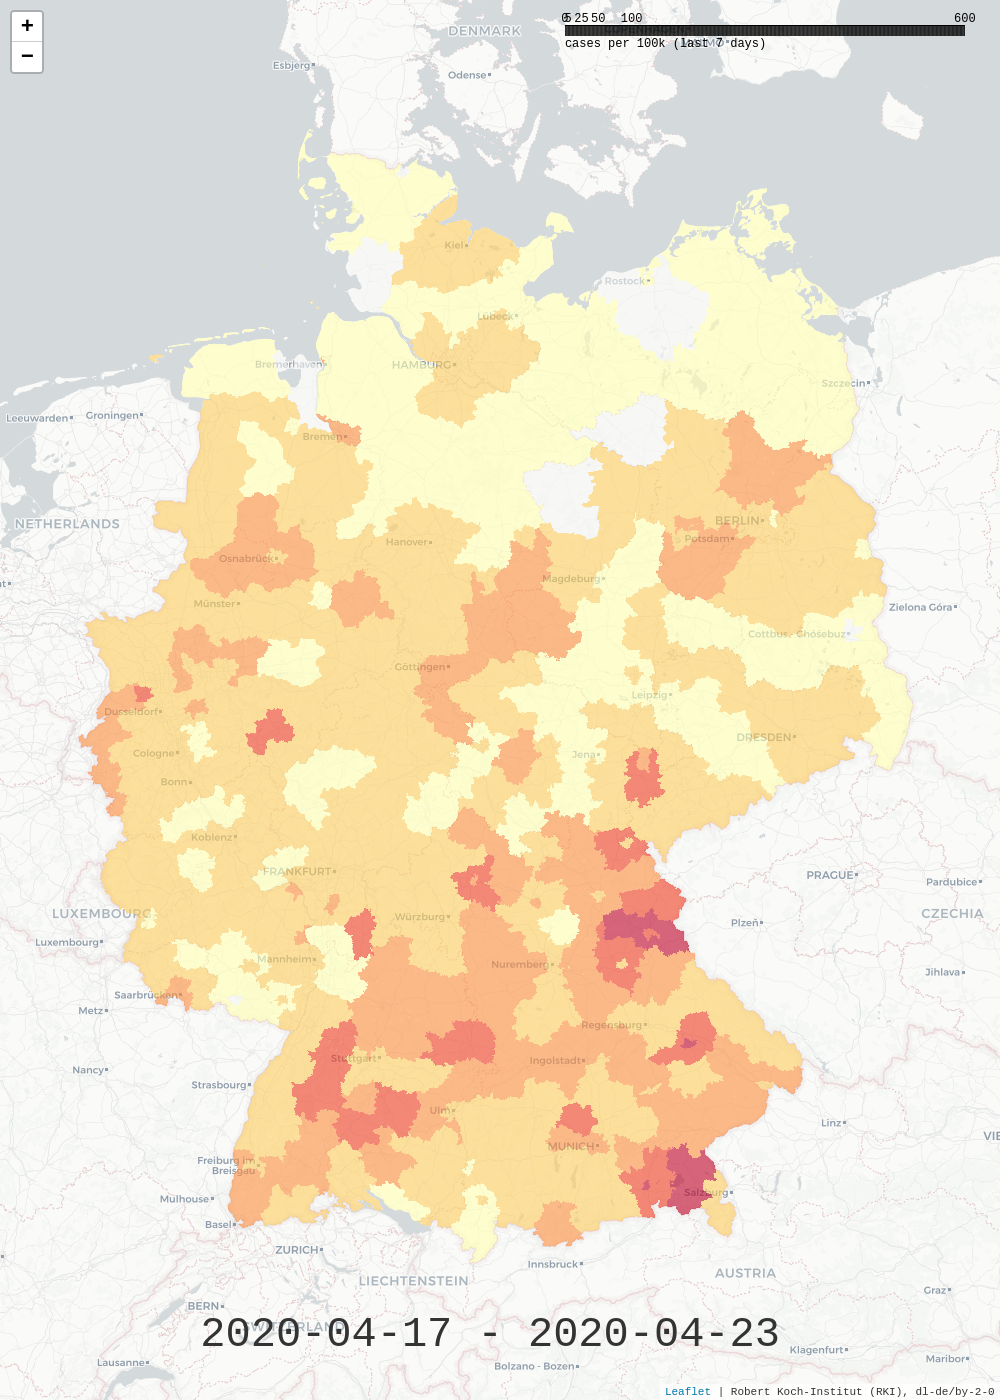 +
−
0 5 25 50 100 600
cases per 100k (last 7 days)
DENMARK
Esbjerg
Odense
Kiel
Rostock
Lübeck
Bremerhaven
HAMBURG
Szczecin
Leeuwarden
Groningen
Bremen
NETHERLANDS
BERLIN
Potsdam
Hanover
Osnabrück
Magdeburg
Münster
Zielona Góra
Cottbus - Chóśebuz
Göttingen
Leipzig
Dusseldorf
DRESDEN
Cologne
Jena
Bonn
Koblenz
FRANKFURT
PRAGUE
Pardubice
LUXEMBOURG
Würzburg
Plzeň
CZECHIA
Luxembourg
Mannheim
Nuremberg
Jihlava
Saarbrücken
Metz
Regensburg
Stuttgart
Ingolstadt
Nancy
Strasbourg
Ulm
Linz
VIE
MUNICH
Freiburg im
Breisgau
Mulhouse
Salzburg
Basel
ZURICH
Innsbruck
LIECHTENSTEIN
AUSTRIA
Graz
BERN
SWITZERLAND
2020-04-17 - 2020-04-23
Klagenfurt
Maribor
Lausanne
Bolzano - Bozen
Leaflet | Robert Koch-Institut (RKI), dl-de/by-2-0